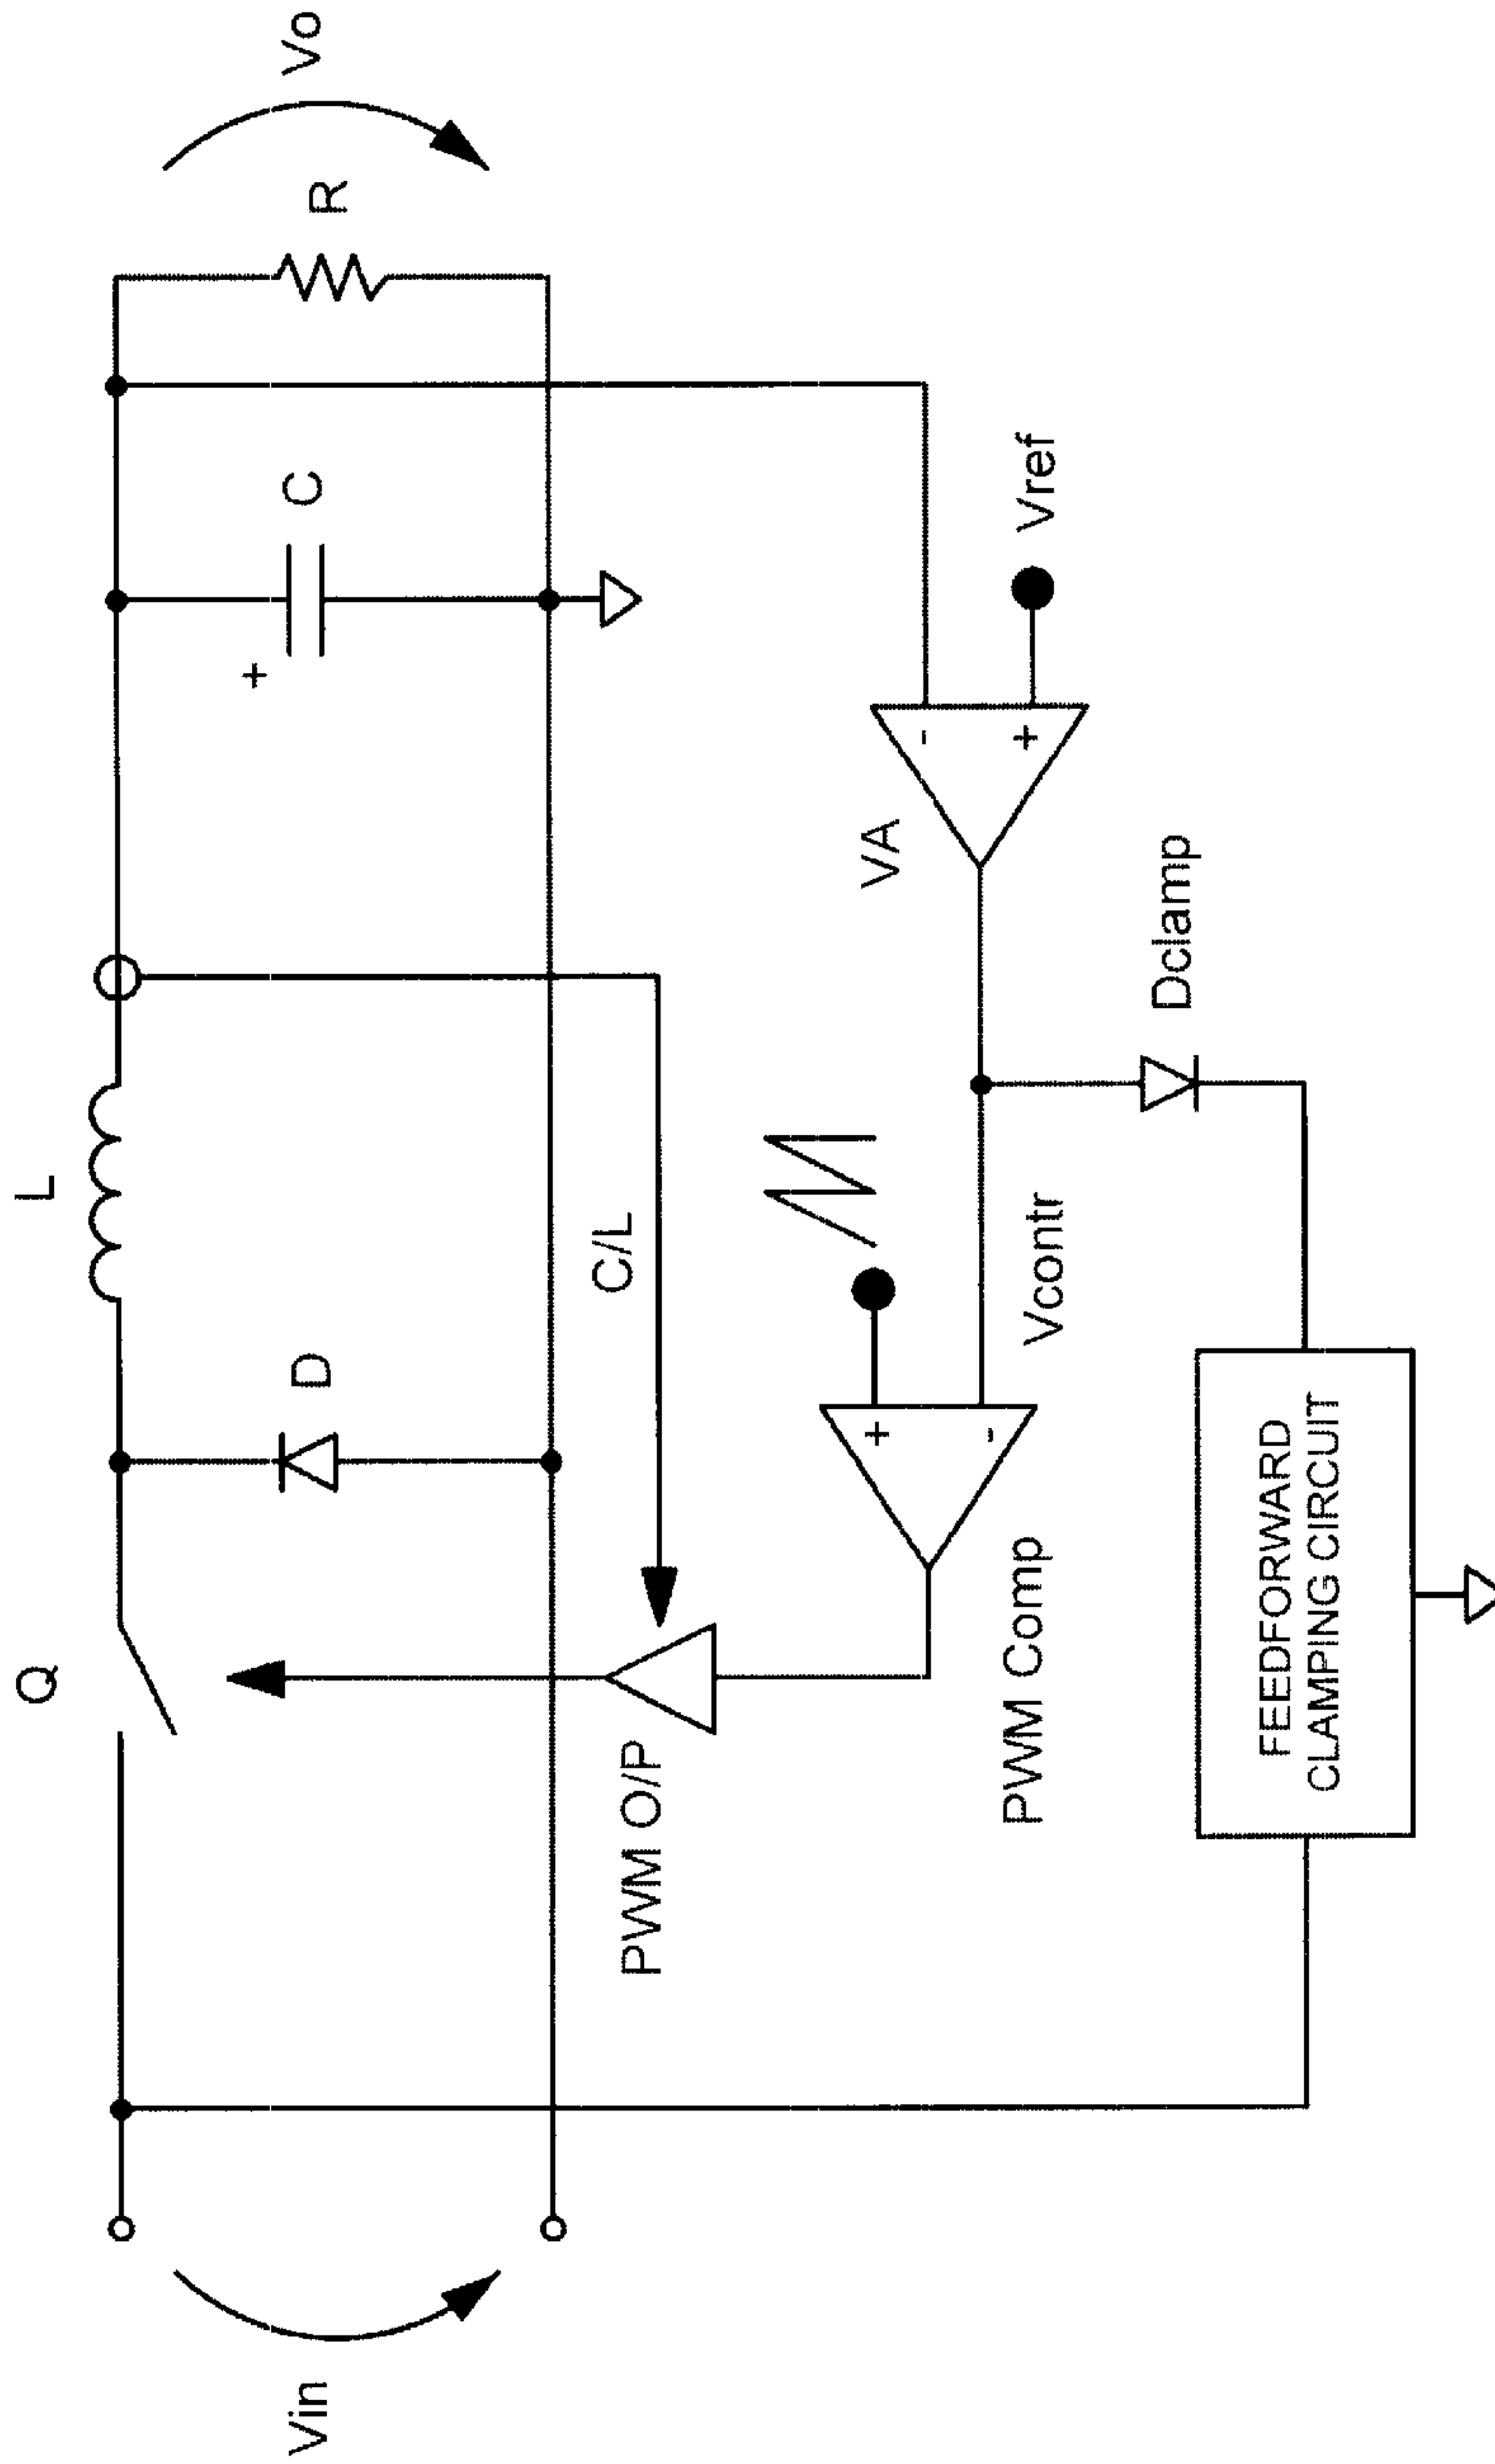 Q
L
Vin
D
+
C
R
Vo
C/L
PWM O/P
PWM Comp
+
-
Vcontr
VA
-
+
Vref
Dclamp
FEEDFORWARD
CLAMPING CIRCUIT